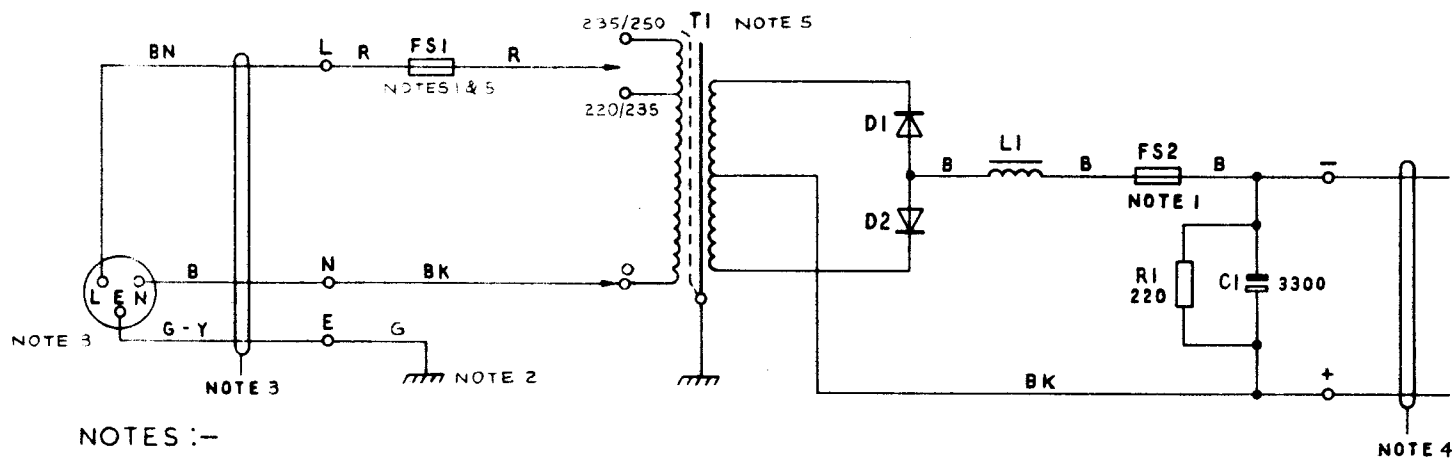 235/250 T1 NOTE 5
BN L R FS1 R
NOTES 1 & 5
220/235
D1
L1 FS2
B B B −
NOTE 1
D2
O
B N BK
L E N
R1
220
C1 3300
G-Y E G
NOTE 3
NOTE 2
NOTE 3
BK +
NOTES :-
NOTE 4